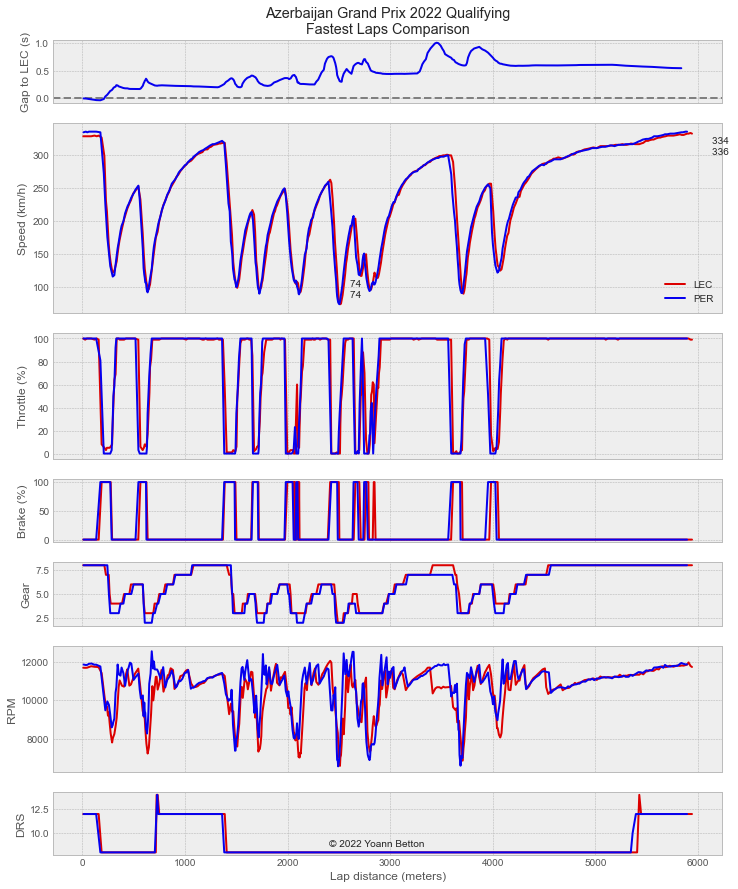 Azerbaijan Grand Prix 2022 Qualifying
Fastest Laps Comparison
Gap to LEC (s)
1.0
0.5
0.0
Speed (km/h)
300
250
200
150
100
334
336
74
74
LEC
PER
Throttle (%)
100
80
60
40
20
0
Brake (%)
100
50
0
Gear
7.5
5.0
2.5
RPM
12000
10000
8000
DRS
12.5
10.0
© 2022 Yoann Betton
0
1000
2000
3000
4000
5000
6000
Lap distance (meters)